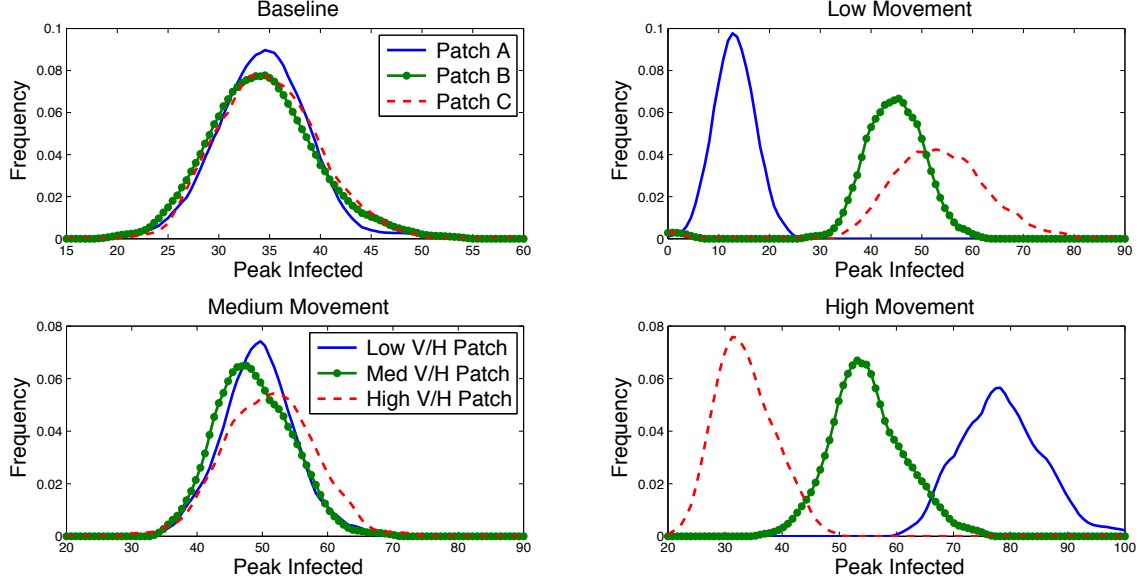 Baseline
0.1
0.08
0.06
0.04
0.02
0
Frequency
15 20 25 30 35 40 45 50 55 60
Peak Infected
Patch A
Patch B
Patch C
Low Movement
0.1
0.08
0.06
0.04
0.02
0
Frequency
0 10 20 30 40 50 60 70 80 90
Peak Infected
Medium Movement
0.08
0.06
0.04
0.02
0
Frequency
20 30 40 50 60 70 80 90
Peak Infected
Low V/H Patch
Med V/H Patch
High V/H Patch
High Movement
0.08
0.06
0.04
0.02
0
Frequency
20 30 40 50 60 70 80 90 100
Peak Infected